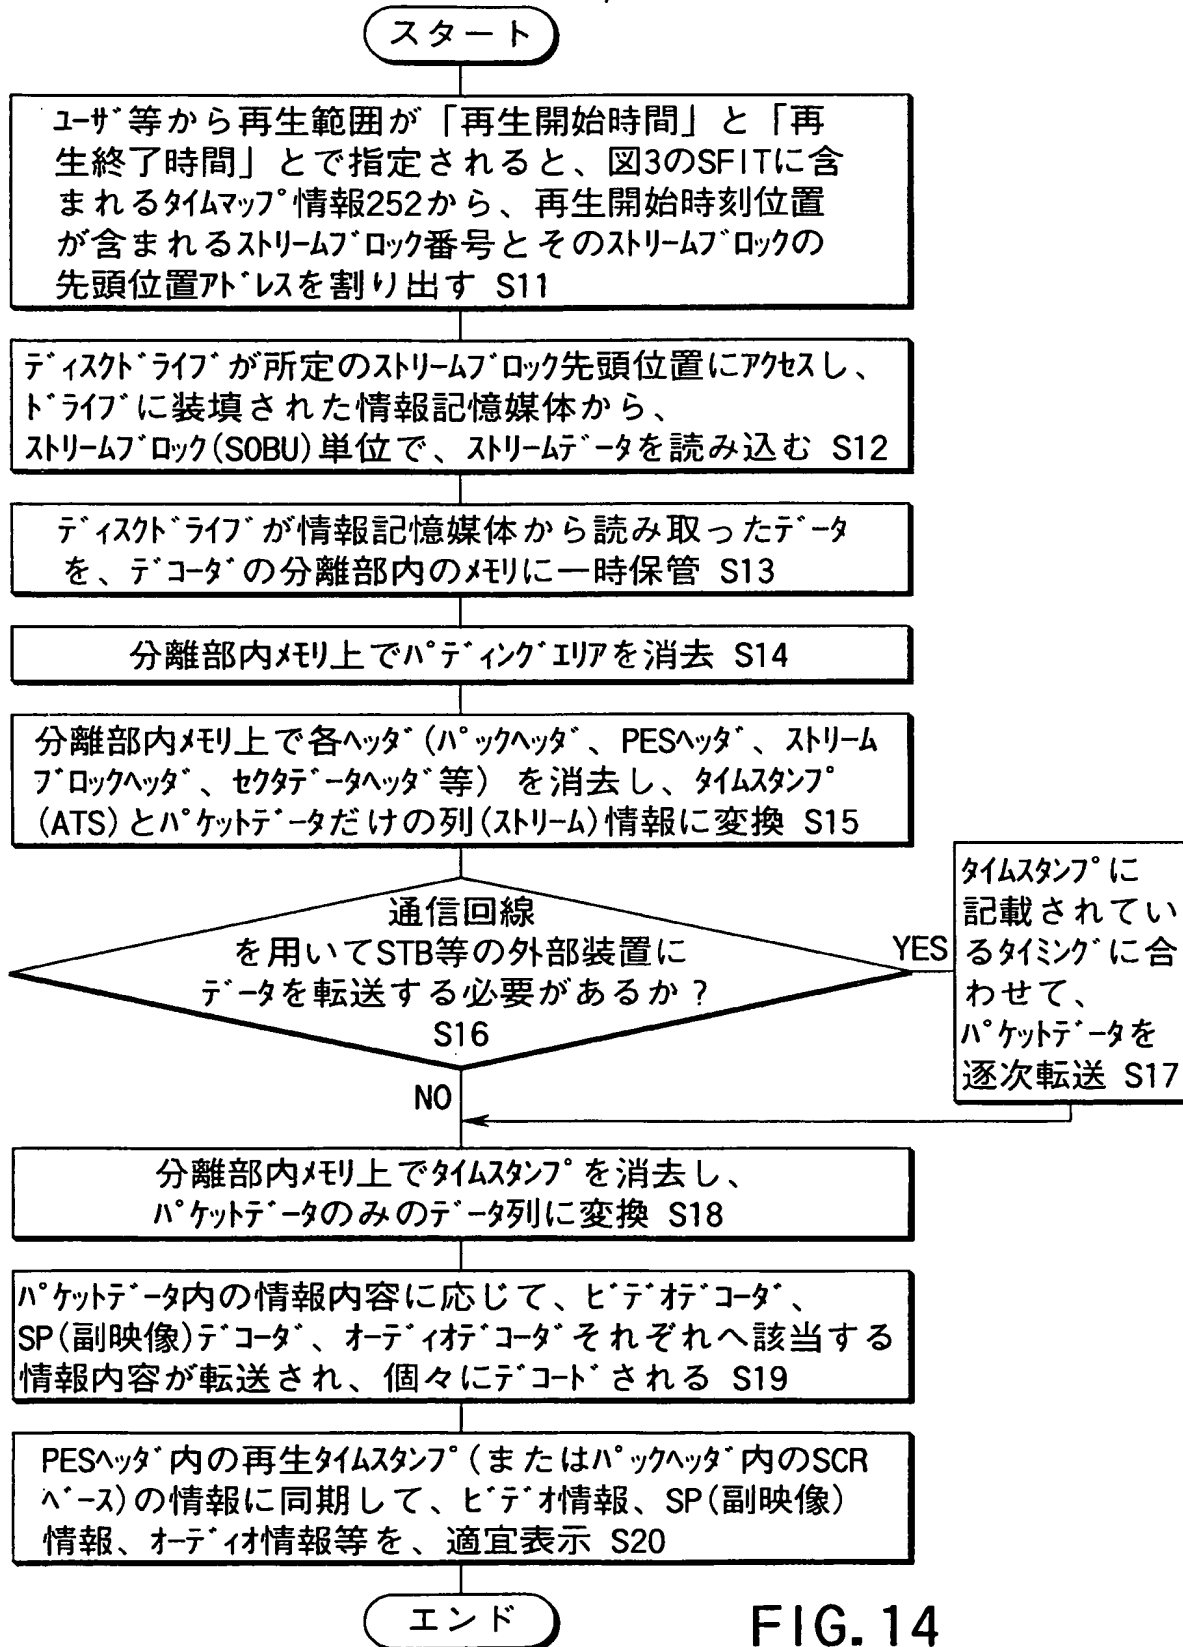 スタート
ユーザ等から再生範囲が「再生開始時間」と「再
生終了時間」とで指定されると、図3のSFITに含
まれるタイムマップ情報252から、再生開始時刻位置
が含まれるストリームブロック番号とそのストリームブロックの
先頭位置アドレスを割り出す S11
ディスクドライブが所定のストリームブロック先頭位置にアクセスし、
ドライブに装填された情報記憶媒体から、
ストリームブロック(SOBU)単位で、ストリームデータを読み込む S12
ディスクドライブが情報記憶媒体から読み取ったデータ
を、デコーダの分離部内のメモリに一時保管 S13
分離部内メモリ上でパディングエリアを消去 S14
分離部内メモリ上で各ヘッダ(パックヘッダ、PESヘッダ、ストリーム
ブロックヘッダ、セクタデータヘッダ等) を消去し、タイムスタンプ
(ATS)とパケットデータだけの列(ストリーム)情報に変換 S15
通信回線
を用いてSTB等の外部装置に
データを転送する必要があるか?
S16
YES
タイムスタンプに
記載されてい
るタイミングに合
わせて、
パケットデータを
逐次転送 S17
NO
分離部内メモリ上でタイムスタンプを消去し、
パケットデータのみのデータ列に変換 S18
パケットデータ内の情報内容に応じて、ビデオデコーダ、
SP(副映像)デコーダ、オーディオデコーダそれぞれへ該当する
情報内容が転送され、個々にデコードされる S19
PESヘッダ内の再生タイムスタンプ(またはパックヘッダ内のSCR
ベース)の情報に同期して、ビデオ情報、SP(副映像)
情報、オーディオ情報等を、適宜表示 S20
エンド
FIG. 14